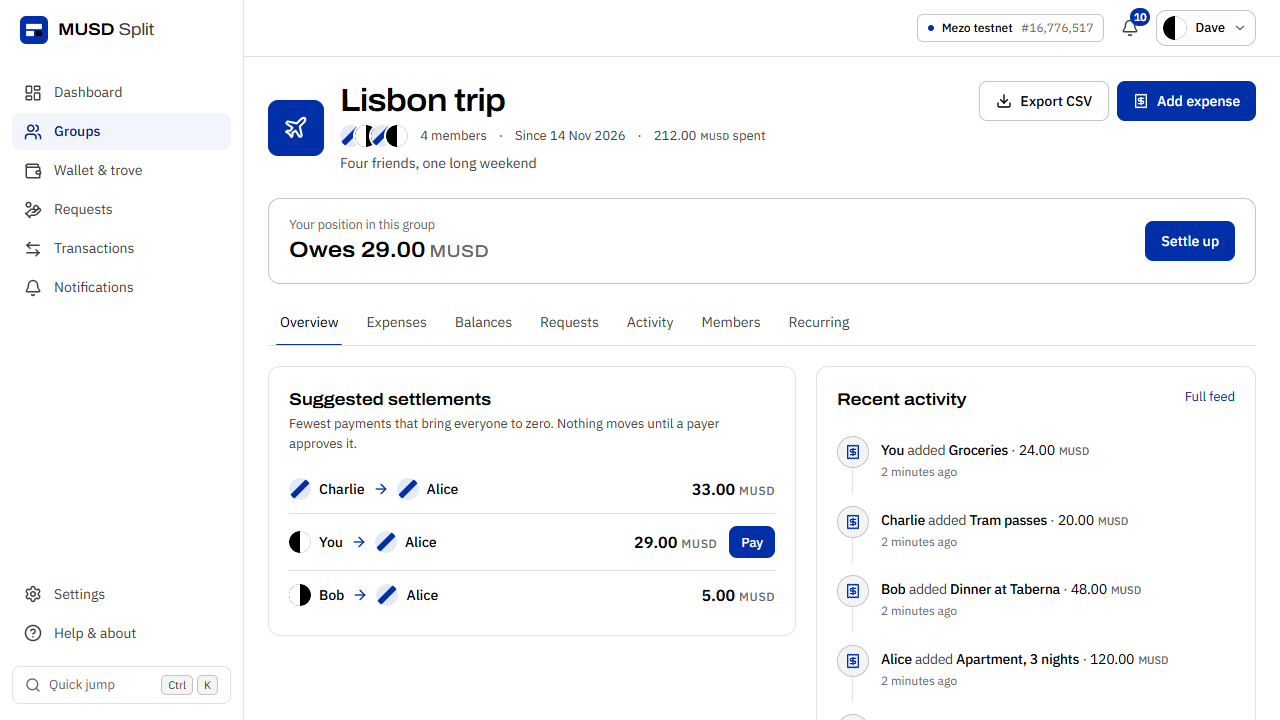 MUSD Split
Dashboard
Groups
Wallet & trove
Requests
Transactions
Notifications
Settings
Help & about
Quick jump Ctrl K
Mezo testnet #16,776,517
10
Dave
Lisbon trip
4 members · Since 14 Nov 2026 · 212.00 MUSD spent
Four friends, one long weekend
Export CSV
Add expense
Your position in this group
Owes 29.00 MUSD
Settle up
Overview Expenses Balances Requests Activity Members Recurring
Suggested settlements
Fewest payments that bring everyone to zero. Nothing moves until a payer
approves it.
Charlie → Alice 33.00 MUSD
You → Alice 29.00 MUSD Pay
Bob → Alice 5.00 MUSD
Recent activity Full feed
You added Groceries · 24.00 MUSD
2 minutes ago
Charlie added Tram passes · 20.00 MUSD
2 minutes ago
Bob added Dinner at Taberna · 48.00 MUSD
2 minutes ago
Alice added Apartment, 3 nights · 120.00 MUSD
2 minutes ago